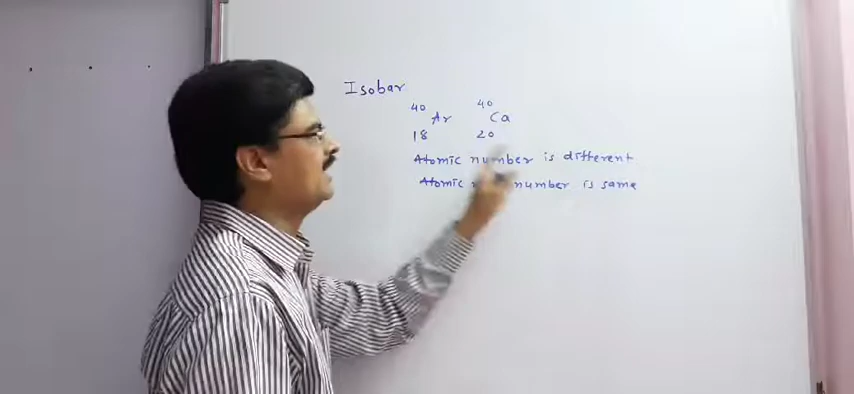 Isobar
40 40
Ar Ca
18 20
Atomic number is different
Atomic number is same